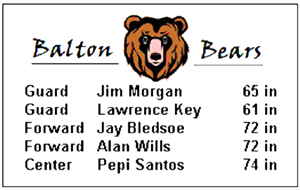 Balton Bears
Guard Jim Morgan 65 in
Guard Lawrence Key 61 in
Forward Jay Bledsoe 72 in
Forward Alan Wills 72 in
Center Pepi Santos 74 in